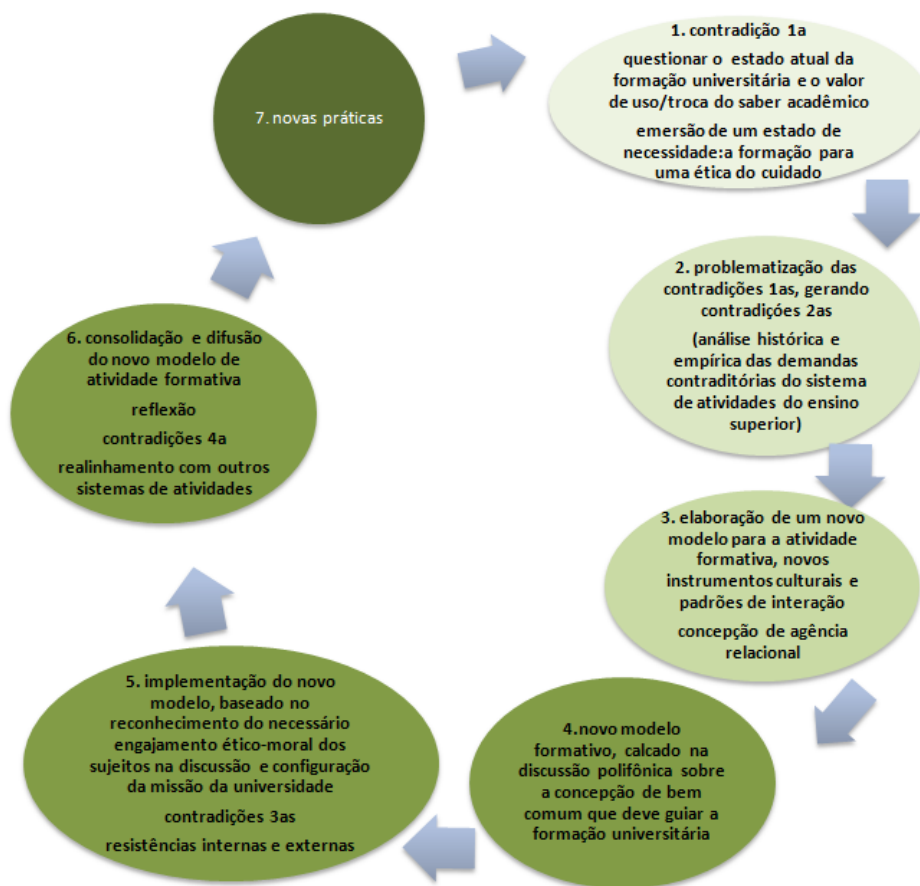 1. contradição 1a
questionar o estado atual da
formação universitária e o valor
de uso/troca do saber acadêmico
emersão de um estado de
necessidade:a formação para
uma ética do cuidado
2. problematização das
contradições 1as, gerando
contradições 2as
(análise histórica e
empírica das demandas
contraditórias do sistema
de atividades do ensino
superior)
3. elaboração de um novo
modelo para a atividade
formativa, novos
instrumentos culturais e
padrões de interação
concepção de agência
relacional
4.novo modelo
formativo, calcado na
discussão polifônica sobre
a concepção de bem
comum que deve guiar a
formação universitária
5. implementação do novo
modelo, baseado no
reconhecimento do necessário
engajamento ético-moral dos
sujeitos na discussão e configuração
da missão da universidade
contradições 3as
resistências internas e externas
6. consolidação e difusão
do novo modelo de
atividade formativa
reflexão
contradições 4a
realinhamento com outros
sistemas de atividades
7. novas práticas